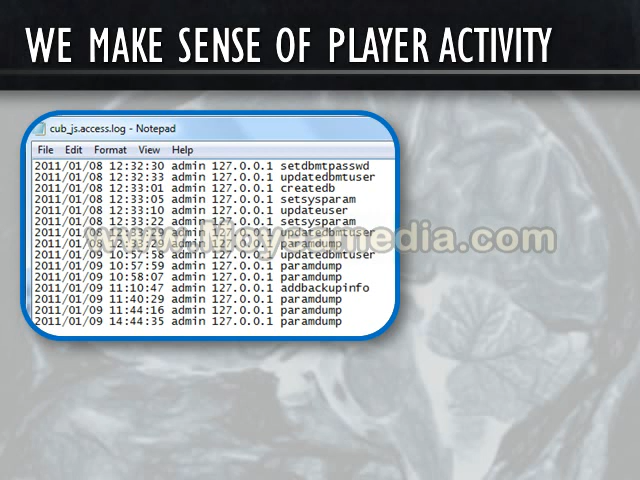 WE MAKE SENSE OF PLAYER ACTIVITY
cub_js.access.log - Notepad
File Edit Format View Help
2011/01/08 12:32:30 admin 127.0.0.1 setdbmtpasswd
2011/01/08 12:32:33 admin 127.0.0.1 updatedbmtuser
2011/01/08 12:33:01 admin 127.0.0.1 createdb
2011/01/08 12:33:05 admin 127.0.0.1 setsysparam
2011/01/08 12:33:10 admin 127.0.0.1 updateuser
2011/01/08 12:33:22 admin 127.0.0.1 setsysparam
2011/01/08 12:33:29 admin 127.0.0.1 updatedbmtuser
2011/01/08 12:33:29 admin 127.0.0.1 paramdump
2011/01/09 10:57:58 admin 127.0.0.1 updatedbmtuser
2011/01/09 10:57:59 admin 127.0.0.1 paramdump
2011/01/09 10:58:07 admin 127.0.0.1 paramdump
2011/01/09 11:10:47 admin 127.0.0.1 addbackupinfo
2011/01/09 11:40:29 admin 127.0.0.1 paramdump
2011/01/09 11:44:16 admin 127.0.0.1 paramdump
2011/01/09 14:44:35 admin 127.0.0.1 paramdump